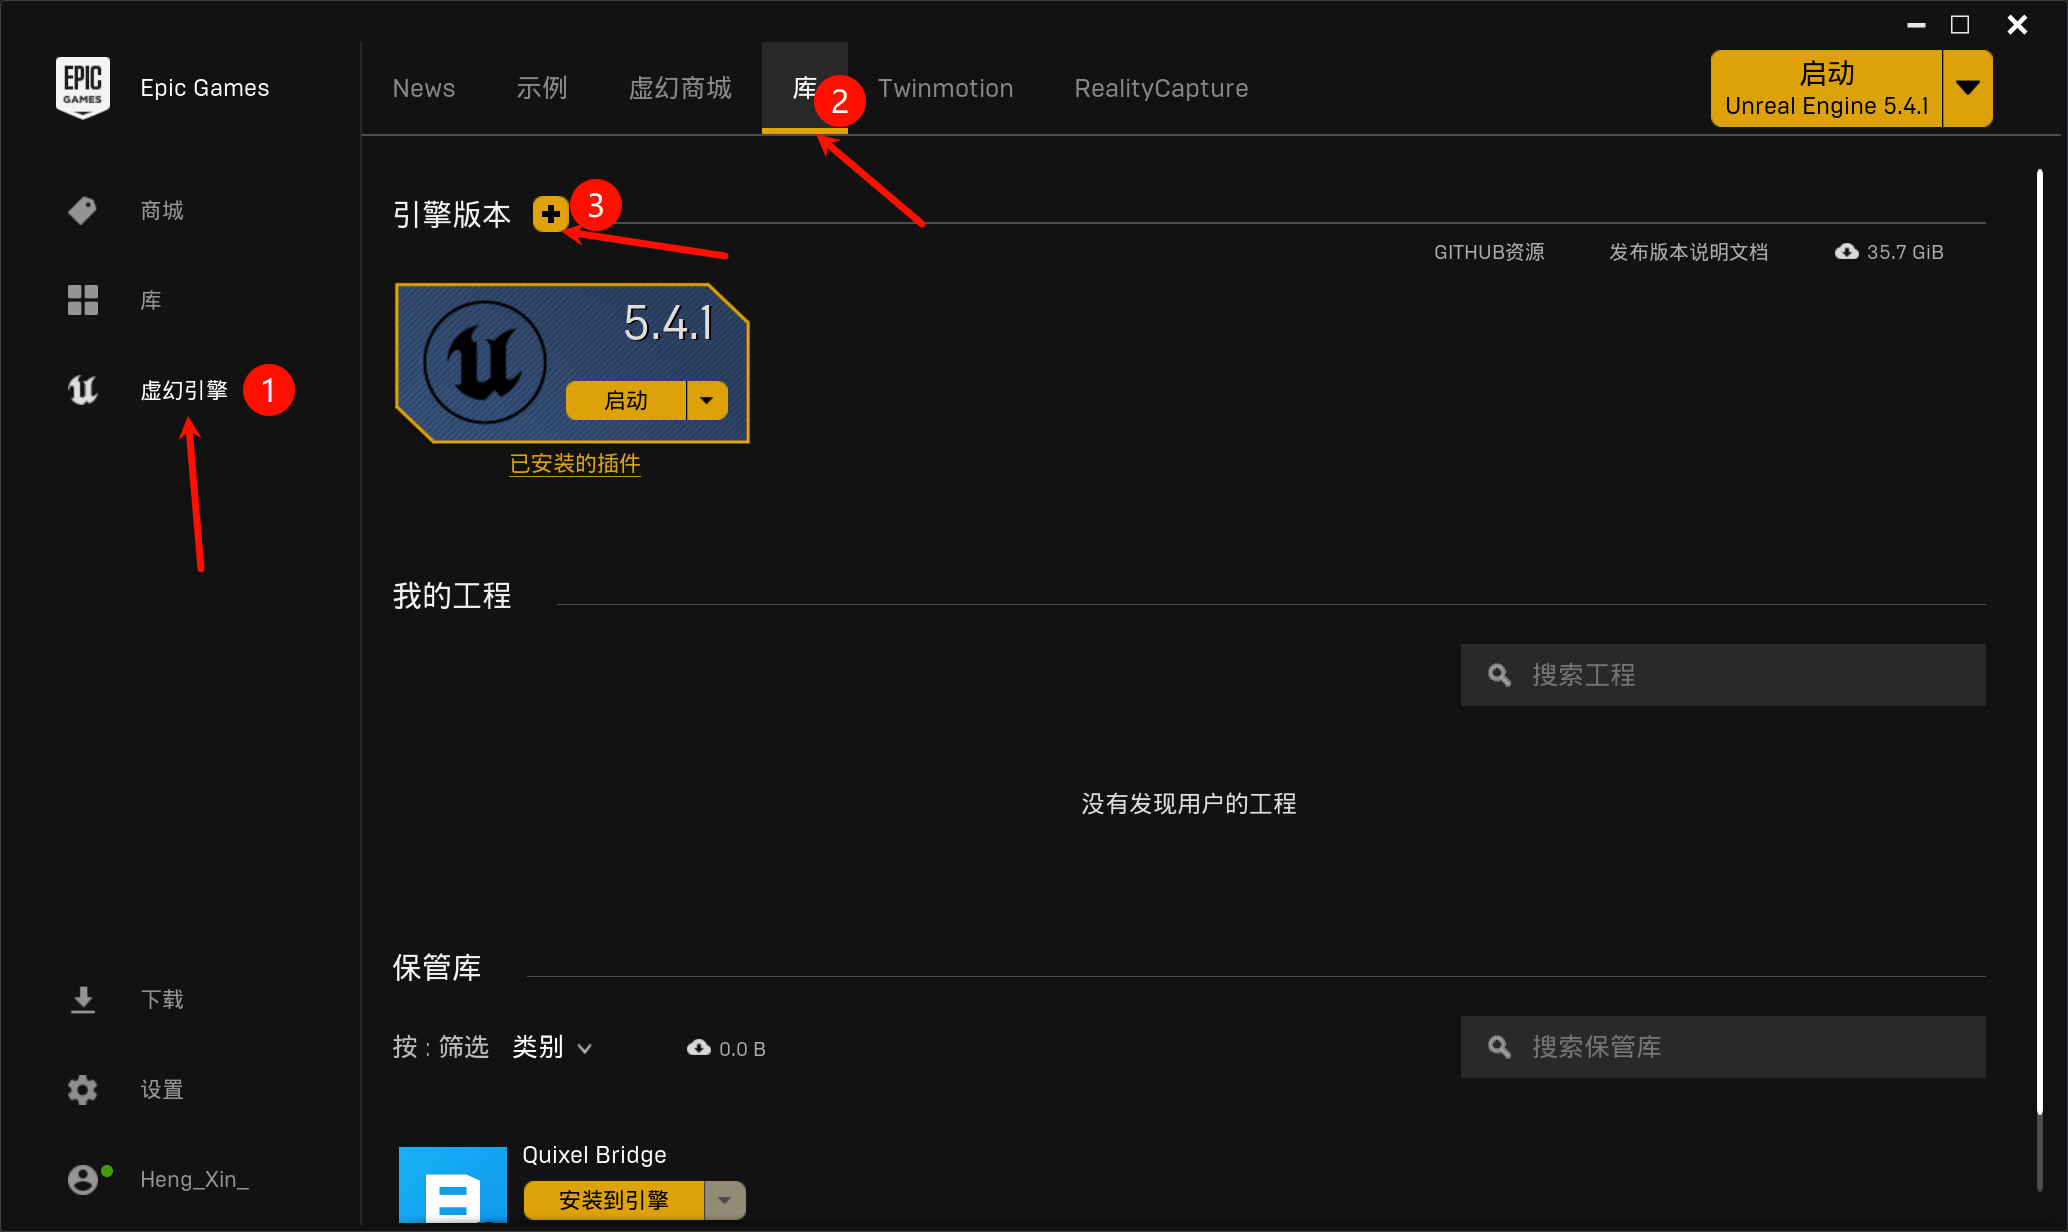 EPIC
GAMES
Epic Games
News
示例
虚幻商城
库
2
Twinmotion
RealityCapture
启动
Unreal Engine 5.4.1
商城
库
虚幻引擎
1
引擎版本
3
GITHUB资源
发布版本说明文档
35.7 GiB
5.4.1
启动
已安装的插件
我的工程
搜索工程
没有发现用户的工程
保管库
按 : 筛选
类别
0.0 B
搜索保管库
Quixel Bridge
安装到引擎
下载
设置
Heng_Xin_